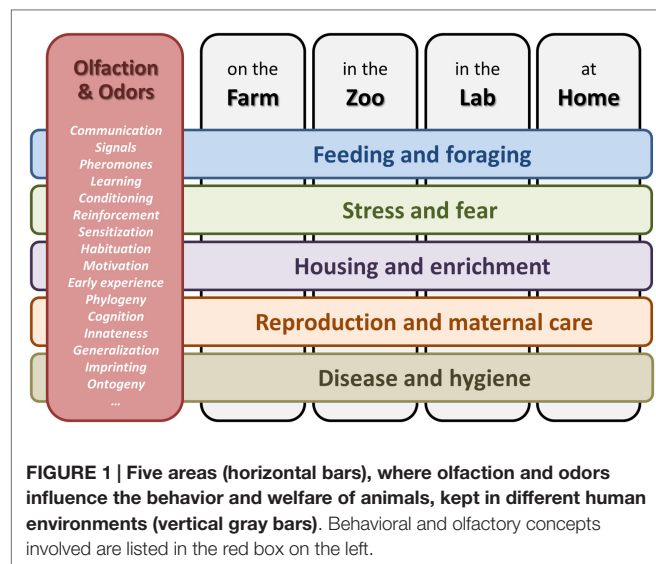 Olfaction
& Odors
Communication
Signals
Pheromones
Learning
Conditioning
Reinforcement
Sensitization
Habituation
Motivation
Early experience
Phylogeny
Cognition
Innateness
Generalization
Imprinting
Ontogeny
...
on the
Farm
in the
Zoo
in the
Lab
at
Home
Feeding and foraging
Stress and fear
Housing and enrichment
Reproduction and maternal care
Disease and hygiene
FIGURE 1 | Five areas (horizontal bars), where olfaction and odors
influence the behavior and welfare of animals, kept in different human
environments (vertical gray bars). Behavioral and olfactory concepts
involved are listed in the red box on the left.